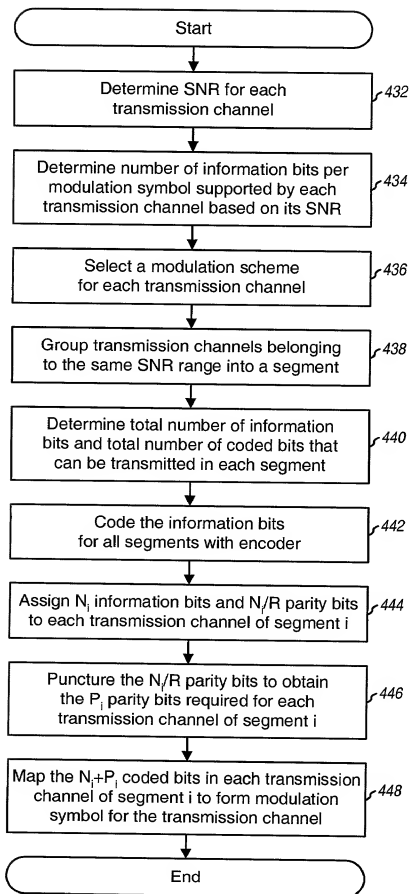 Start
Determine SNR for each
transmission channel
432
Determine number of information bits per
modulation symbol supported by each
transmission channel based on its SNR
434
Select a modulation scheme
for each transmission channel
436
Group transmission channels belonging
to the same SNR range into a segment
438
Determine total number of information
bits and total number of coded bits that
can be transmitted in each segment
440
Code the information bits
for all segments with encoder
442
Assign Ni information bits and Ni/R parity bits
to each transmission channel of segment i
444
Puncture the Ni/R parity bits to obtain
the Pi parity bits required for each
transmission channel of segment i
446
Map the Ni+Pi coded bits in each transmission
channel of segment i to form modulation
symbol for the transmission channel
448
End